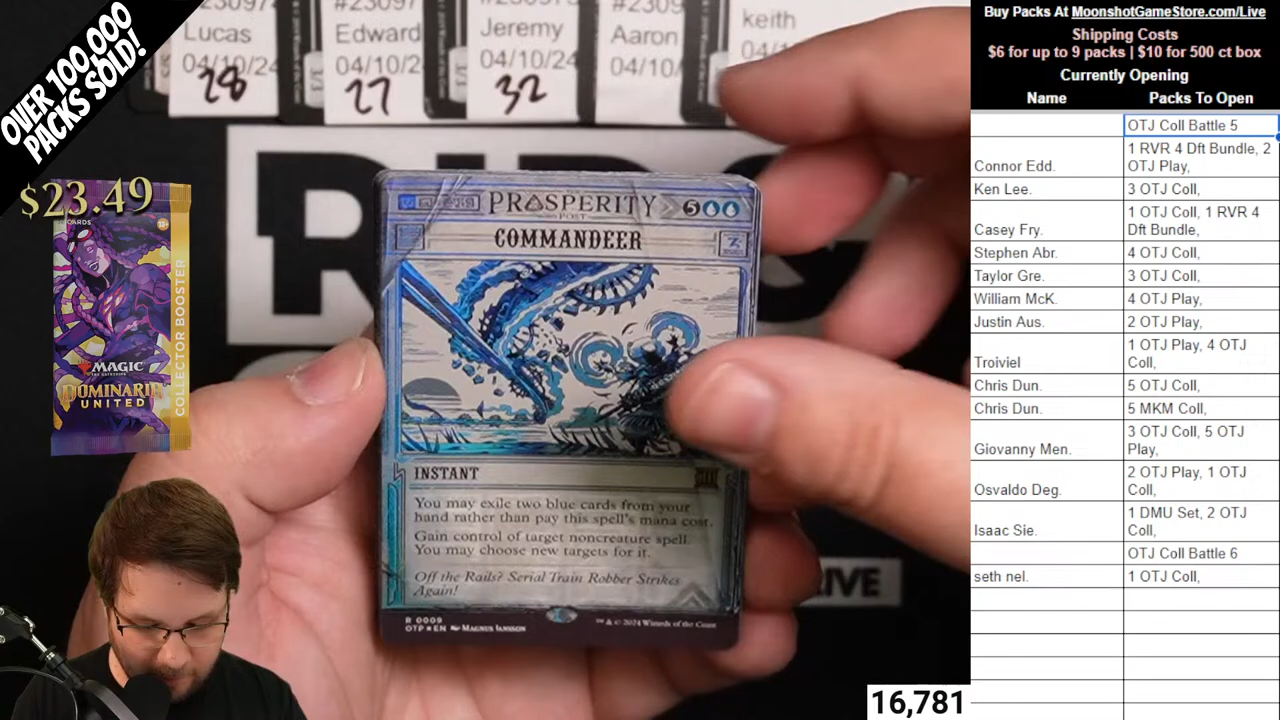 OVER 100,000
PACKS SOLD!
$23.49
MAGIC
DOMINARIA
UNITED
COLLECTOR BOOSTER
Lucas
04/10/24
28
Edward
04/10/2
27
Jeremy
04/10/24
32
#2309
Aaron
04/10/
keith
PROSPERITY
POST
5
COMMANDEER
INSTANT
You may exile two blue cards from your
hand rather than pay this spell's mana cost.
Gain control of target noncreature spell.
You may choose new targets for it.
Off the Rails? Serial Train Robber Strikes
Again!
R 0009
OTP ★ EN Magnus Jansson
™ & © 2024 Wizards of the Coast
LIVE
16,781
Buy Packs At MoonshotGameStore.com/Live
Shipping Costs
$6 for up to 9 packs | $10 for 500 ct box
Currently Opening
Name Packs To Open
OTJ Coll Battle 5
Connor Edd. 1 RVR 4 Dft Bundle, 2
OTJ Play,
Ken Lee. 3 OTJ Coll,
Casey Fry. 1 OTJ Coll, 1 RVR 4
Dft Bundle,
Stephen Abr. 4 OTJ Coll,
Taylor Gre. 3 OTJ Coll,
William McK. 4 OTJ Play,
Justin Aus. 2 OTJ Play,
Troiviel 1 OTJ Play, 4 OTJ
Coll,
Chris Dun. 5 OTJ Coll,
Chris Dun. 5 MKM Coll,
Giovanny Men. 3 OTJ Coll, 5 OTJ
Play,
Osvaldo Deg. 2 OTJ Play, 1 OTJ
Coll,
Isaac Sie. 1 DMU Set, 2 OTJ
Coll,
OTJ Coll Battle 6
seth nel. 1 OTJ Coll,